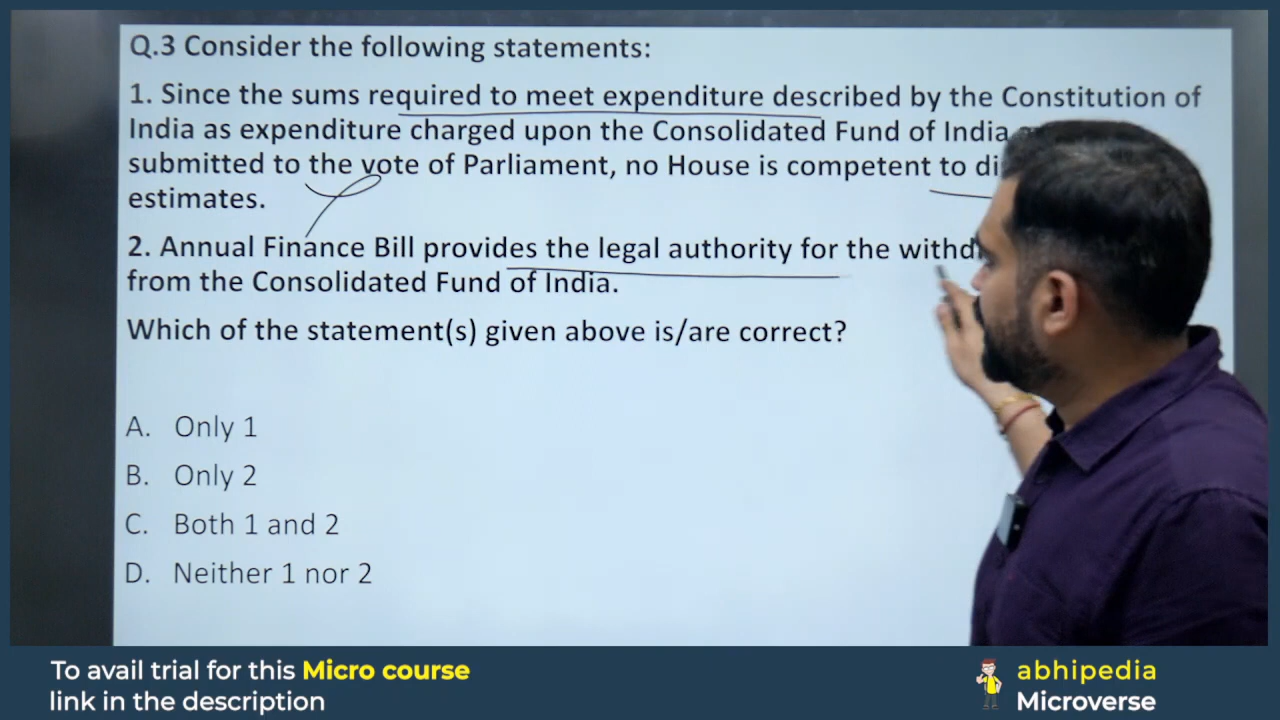 Q.3 Consider the following statements:
1. Since the sums required to meet expenditure described by the Constitution of
India as expenditure charged upon the Consolidated Fund of India
submitted to the vote of Parliament, no House is competent to
estimates.
2. Annual Finance Bill provides the legal authority for the
from the Consolidated Fund of India.
Which of the statement(s) given above is/are correct?
A. Only 1
B. Only 2
C. Both 1 and 2
D. Neither 1 nor 2
To avail trial for this Micro course
link in the description
abhipedia
Microverse